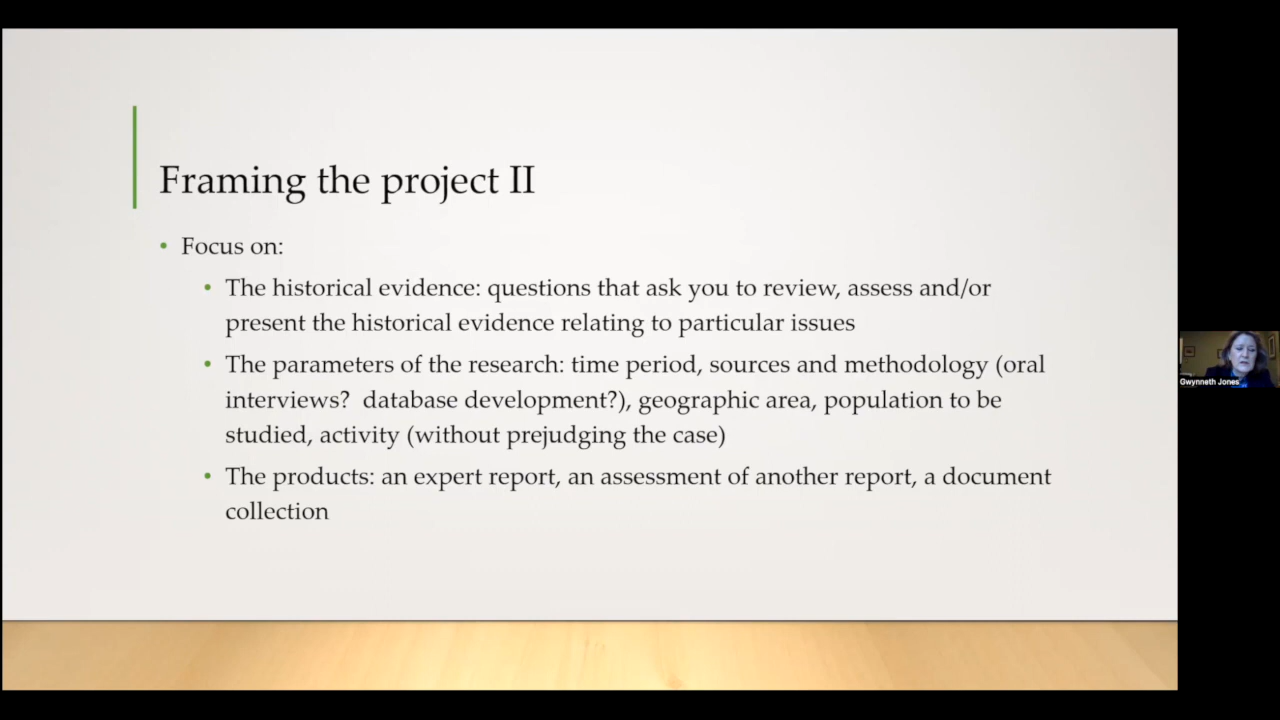 Framing the project II
• Focus on:
• The historical evidence: questions that ask you to review, assess and/or
present the historical evidence relating to particular issues
• The parameters of the research: time period, sources and methodology (oral
interviews?  database development?), geographic area, population to be
studied, activity (without prejudging the case)
• The products: an expert report, an assessment of another report, a document
collection
Gwynneth Jones